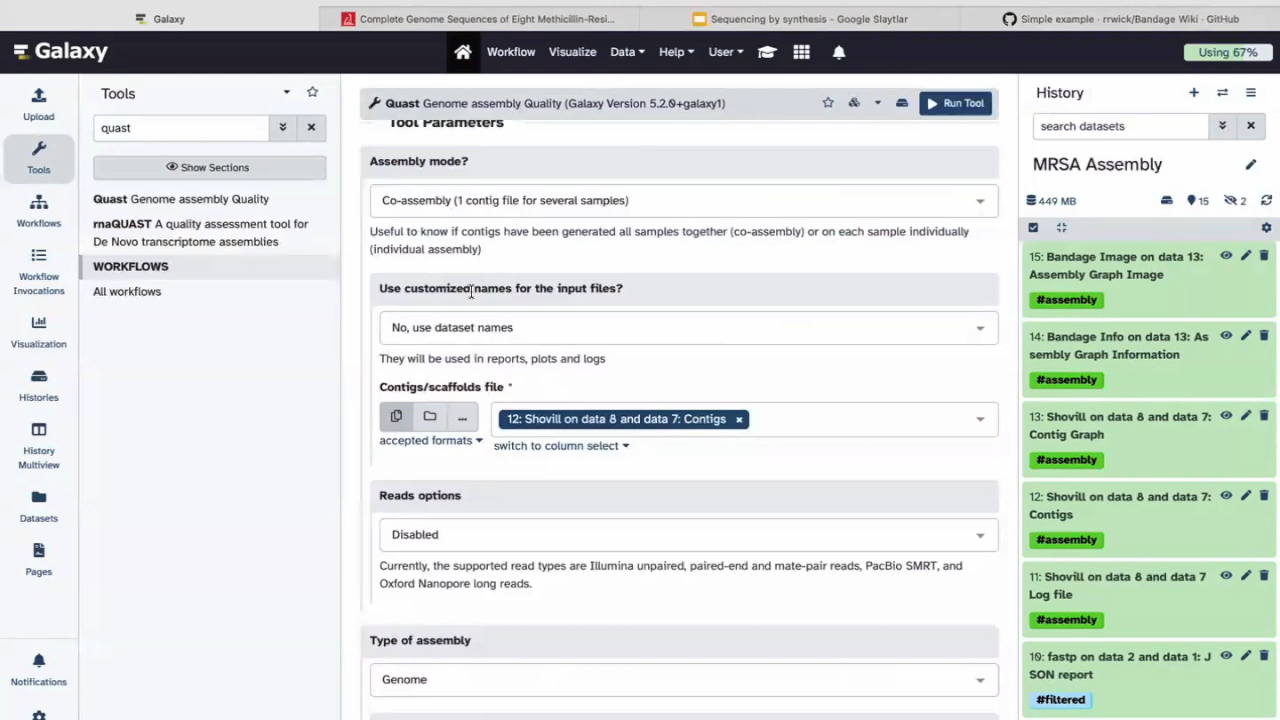 Galaxy
Complete Genome Sequences of Eight Methicillin-Resi...
Sequencing by synthesis - Google Slaytlar
Simple example · rrwick/Bandage Wiki · GitHub
Galaxy
Workflow
Visualize
Data
Help
User
Using 67%
Upload
Tools
Workflows
Workflow
Invocations
Visualization
Histories
History
Multiview
Datasets
Pages
Notifications
Tools
quast
Show Sections
Quast Genome assembly Quality
rnaQUAST A quality assessment tool for
De Novo transcriptome assemblies
WORKFLOWS
All workflows
Quast Genome assembly Quality (Galaxy Version 5.2.0+galaxy1)
Run Tool
Tool Parameters
Assembly mode?
Co-assembly (1 contig file for several samples)
Useful to know if contigs have been generated all samples together (co-assembly) or on each sample individually
(individual assembly)
Use customized names for the input files?
No, use dataset names
They will be used in reports, plots and logs
Contigs/scaffolds file *
12: Shovill on data 8 and data 7: Contigs ×
accepted formats
switch to column select
Reads options
Disabled
Currently, the supported read types are Illumina unpaired, paired-end and mate-pair reads, PacBio SMRT, and
Oxford Nanopore long reads.
Type of assembly
Genome
History
search datasets
MRSA Assembly
449 MB
15
2
15: Bandage Image on data 13:
Assembly Graph Image
#assembly
14: Bandage Info on data 13: As
sembly Graph Information
#assembly
13: Shovill on data 8 and data 7:
Contig Graph
#assembly
12: Shovill on data 8 and data 7:
Contigs
#assembly
11: Shovill on data 8 and data 7
Log file
#assembly
10: fastp on data 2 and data 1: J
SON report
#filtered